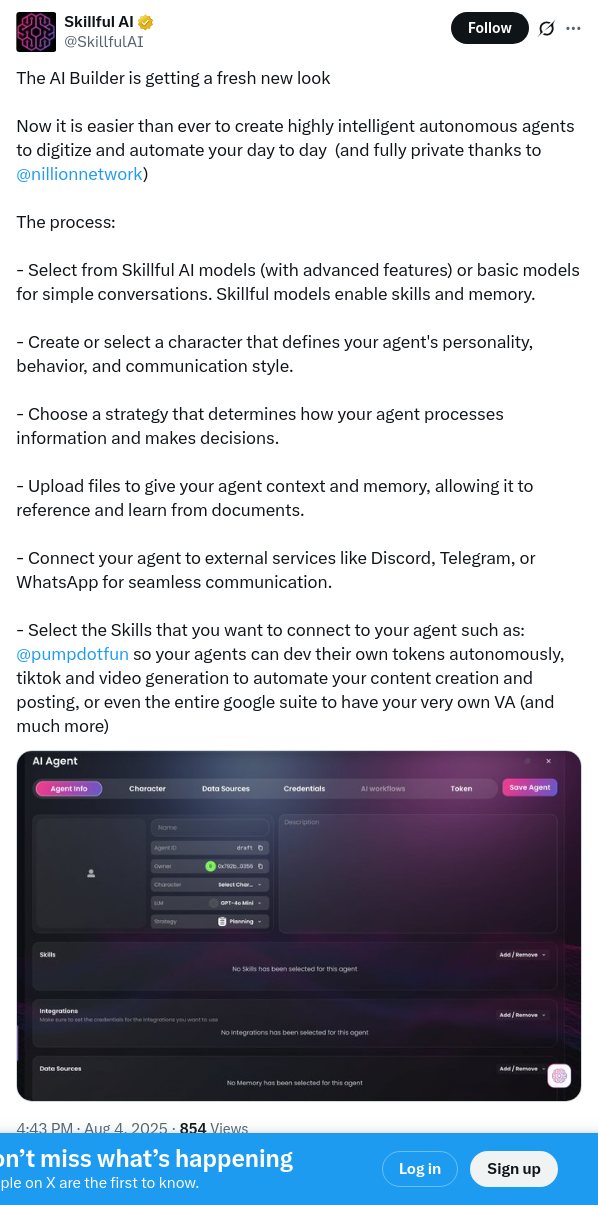 Skillful AI
@SkillfulAI
Follow
The AI Builder is getting a fresh new look
Now it is easier than ever to create highly intelligent autonomous agents
to digitize and automate your day to day  (and fully private thanks to
@nillionnetwork)
The process:
- Select from Skillful AI models (with advanced features) or basic models
for simple conversations. Skillful models enable skills and memory.
- Create or select a character that defines your agent's personality,
behavior, and communication style.
- Choose a strategy that determines how your agent processes
information and makes decisions.
- Upload files to give your agent context and memory, allowing it to
reference and learn from documents.
- Connect your agent to external services like Discord, Telegram, or
WhatsApp for seamless communication.
- Select the Skills that you want to connect to your agent such as:
@pumpdotfun so your agents can dev their own tokens autonomously,
tiktok and video generation to automate your content creation and
posting, or even the entire google suite to have your very own VA (and
much more)
AI Agent
Agent Info Character Data Sources Credentials AI workflows Token Save Agent
Name
Description
Agent ID draft
Owner 0x792b...0356
Character Select Char...
LLM GPT-4o Mini
Strategy Planning
Skills Add / Remove
No Skills has been selected for this agent
Integrations Add / Remove
Make sure to set the credentials for the integrations you want to use
No Integrations has been selected for this agent
Data Sources Add / Remove
No Memory has been selected for this agent
4:43 PM · Aug 4, 2025 · 854 Views
on't miss what's happening
ple on X are the first to know.
Log in
Sign up